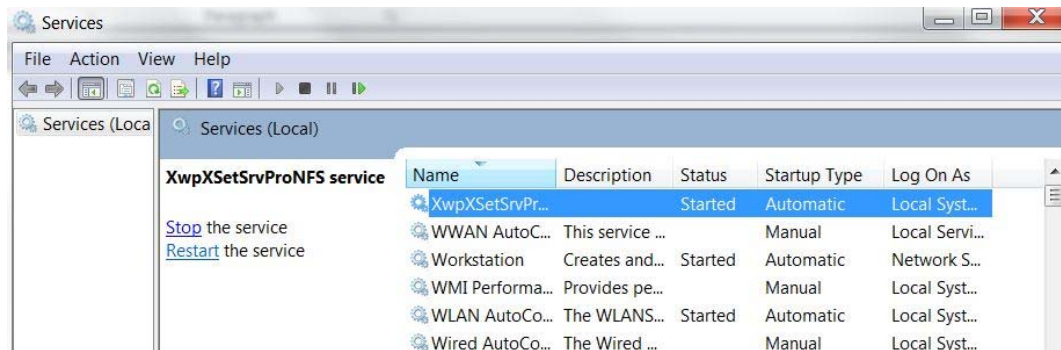 Services
File Action View Help
Services (Loca
Services (Local)
XwpXSetSrvProNFS service
Stop the service
Restart the service
Name Description Status Startup Type Log On As
XwpXSetSrvPr... Started Automatic Local Syst...
WWAN AutoC... This service ... Manual Local Servi...
Workstation Creates and... Started Automatic Network S...
WMI Performa... Provides pe... Manual Local Syst...
WLAN AutoCo... The WLANS... Started Automatic Local Syst...
Wired AutoCo... The Wired ... Manual Local Syst...